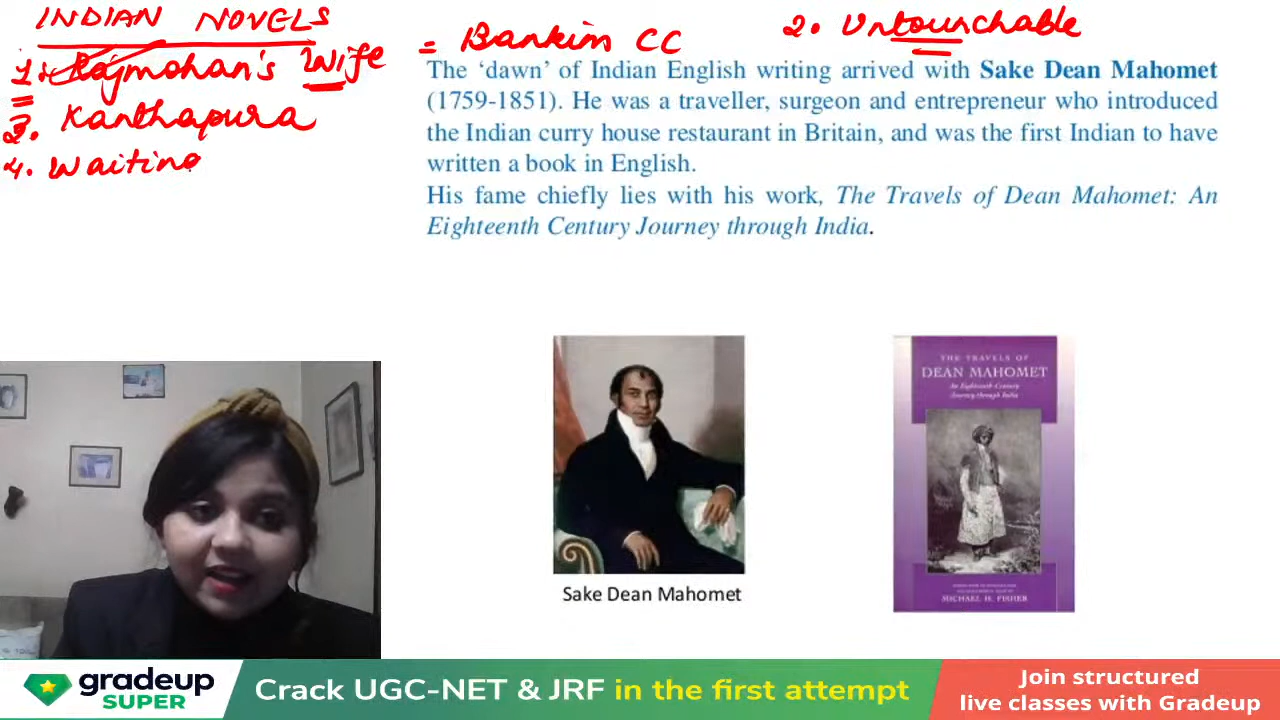 INDIAN NOVELS
1. Rajmohan's Wife = Bankim CC
2. Untouchable
3. Kanthapura
4. Waiting
The ‘dawn’ of Indian English writing arrived with Sake Dean Mahomet
(1759-1851). He was a traveller, surgeon and entrepreneur who introduced
the Indian curry house restaurant in Britain, and was the first Indian to have
written a book in English.
His fame chiefly lies with his work, The Travels of Dean Mahomet: An
Eighteenth Century Journey through India.
THE TRAVELS OF
DEAN MAHOMET
An Eighteenth-Century
Journey through India
MICHAEL H. FISHER
Sake Dean Mahomet
gradeup
SUPER
Crack UGC-NET & JRF in the first attempt
Join structured
live classes with Gradeup